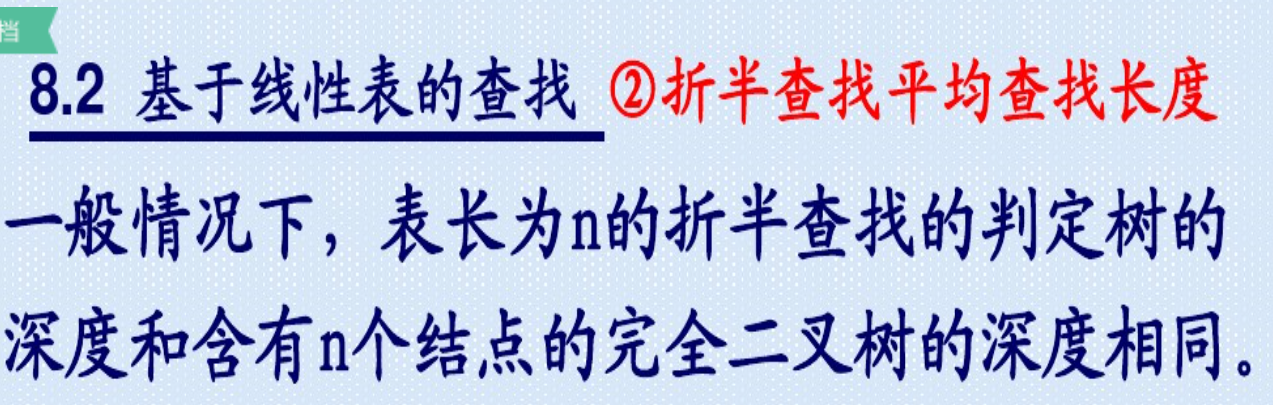 档
8.2 基于线性表的查找 ②折半查找平均查找长度
一般情况下，表长为n的折半查找的判定树的
深度和含有n个结点的完全二叉树的深度相同。